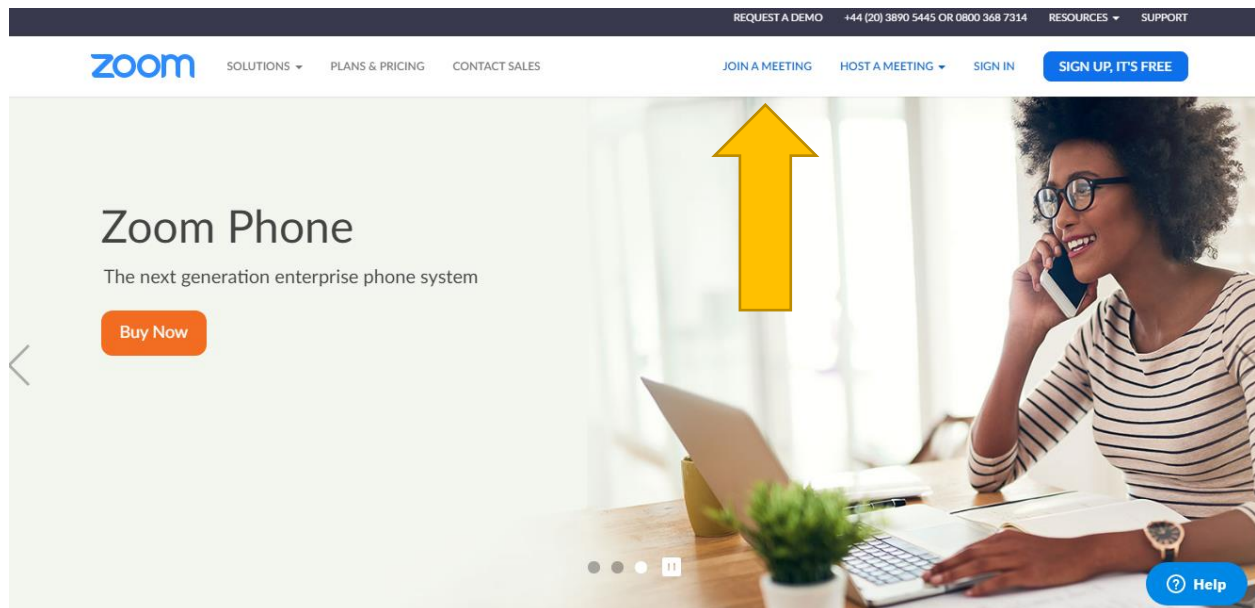 REQUEST A DEMO +44 (20) 3890 5445 OR 0800 368 7314 RESOURCES SUPPORT
zoom SOLUTIONS PLANS & PRICING CONTACT SALES JOIN A MEETING HOST A MEETING SIGN IN SIGN UP, IT'S FREE
Zoom Phone
The next generation enterprise phone system
Buy Now
Help